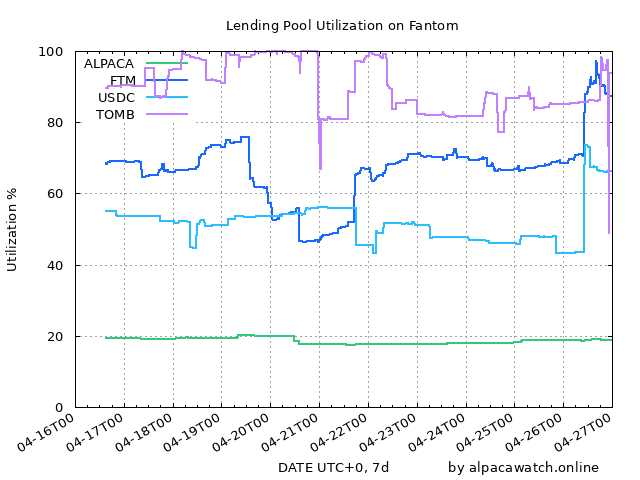 Lending Pool Utilization on Fantom
Utilization %
100
80
60
40
20
0
ALPACA
FTM
USDC
TOMB
04-16T00
04-17T00
04-18T00
04-19T00
04-20T00
04-21T00
04-22T00
04-23T00
04-24T00
04-25T00
04-26T00
04-27T00
DATE UTC+0, 7d
by alpacawatch.online